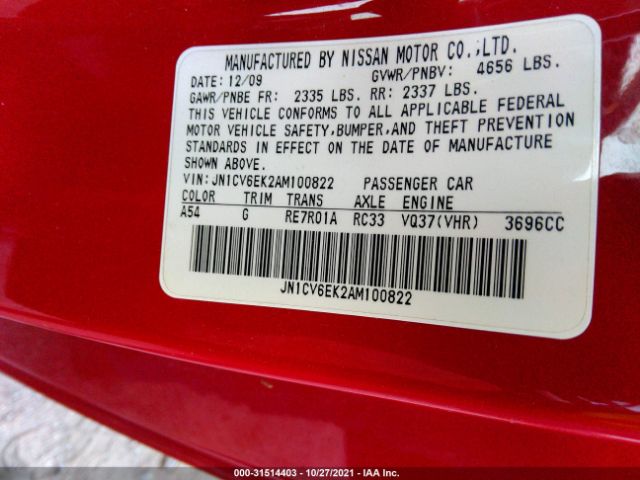 MANUFACTURED BY NISSAN MOTOR CO.,LTD.
DATE: 12/09 GVWR/PNBV: 4656 LBS.
GAWR/PNBE FR: 2335 LBS. RR: 2337 LBS.
THIS VEHICLE CONFORMS TO ALL APPLICABLE FEDERAL
MOTOR VEHICLE SAFETY,BUMPER,AND THEFT PREVENTION
STANDARDS IN EFFECT ON THE DATE OF MANUFACTURE
SHOWN ABOVE.
VIN: JN1CV6EK2AM100822 PASSENGER CAR
COLOR TRIM TRANS AXLE ENGINE
A54 G RE7R01A RC33 VQ37(VHR) 3696CC
JN1CV6EK2AM100822
000-31514403 | 10/27/2021 | IAA Inc.